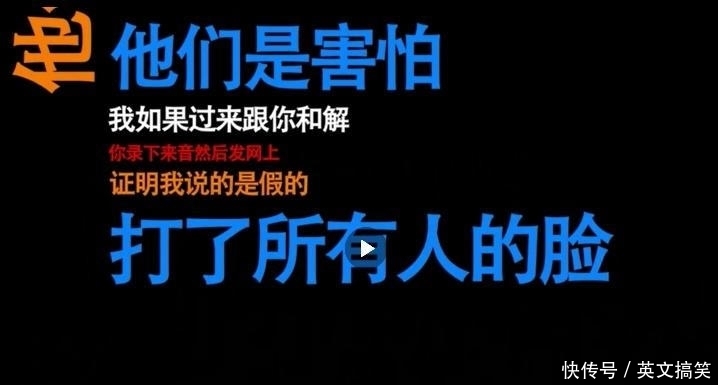 他
他们是害怕
我如果过来跟你和解
你录下来音然后发网上
证明我说的是假的
打了所有人的脸
快传号 / 英文搞笑